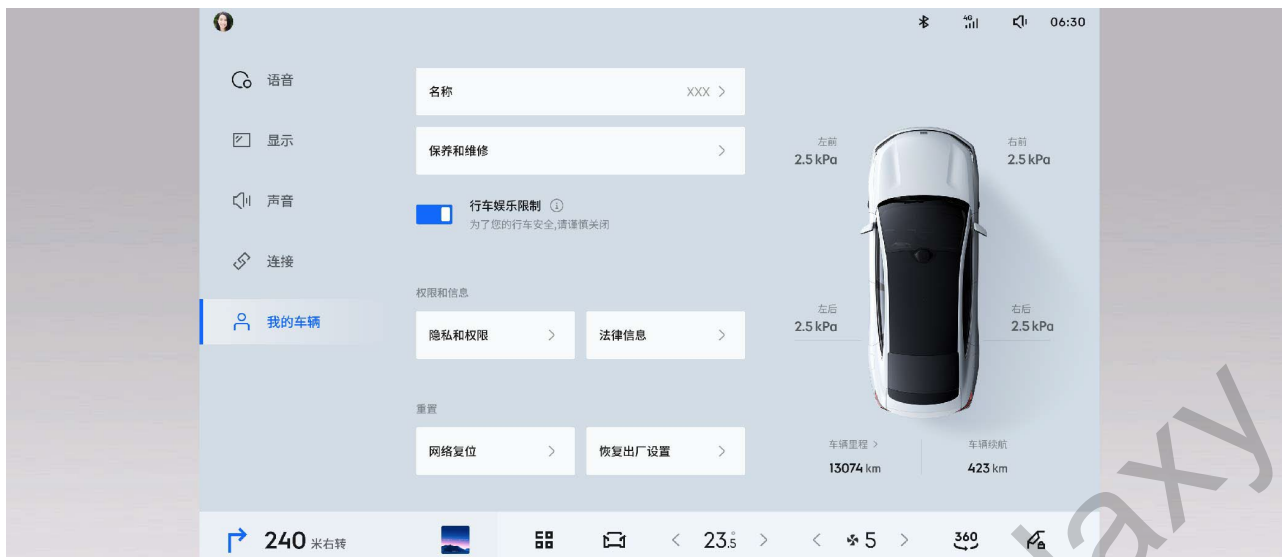 4G
06:30
语音
显示
声音
连接
我的车辆
名称 XXX
保养和维修
行车娱乐限制
为了您的行车安全,请谨慎关闭
权限和信息
隐私和权限 法律信息
重置
网络复位 恢复出厂设置
左前
2.5 kPa
右前
2.5 kPa
左后
2.5 kPa
右后
2.5 kPa
车辆里程 车辆续航
13074 km 423 km
240 米右转
23.5
5
360